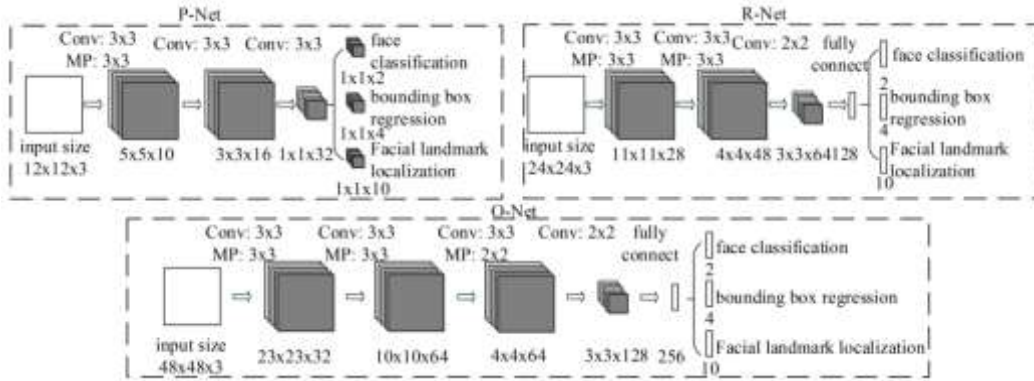 P-Net
Conv: 3x3 Conv: 3x3 Conv: 3x3
MP: 3x3
face
classification
1x1x2
bounding box
regression
1x1x4
Facial landmark
localization
1x1x10
input size
12x12x3
5x5x10
3x3x16
1x1x32
R-Net
Conv: 3x3 Conv: 3x3 Conv: 2x2 fully
MP: 3x3 MP: 3x3 connect
face classification
2
bounding box
regression
4
Facial landmark
localization
10
input size
24x24x3
11x11x28
4x4x48
3x3x64
128
O-Net
Conv: 3x3 Conv: 3x3 Conv: 3x3 Conv: 2x2 fully
MP: 3x3 MP: 3x3 MP: 2x2 connect
face classification
2
bounding box regression
4
Facial landmark localization
10
input size
48x48x3
23x23x32
10x10x64
4x4x64
3x3x128
256